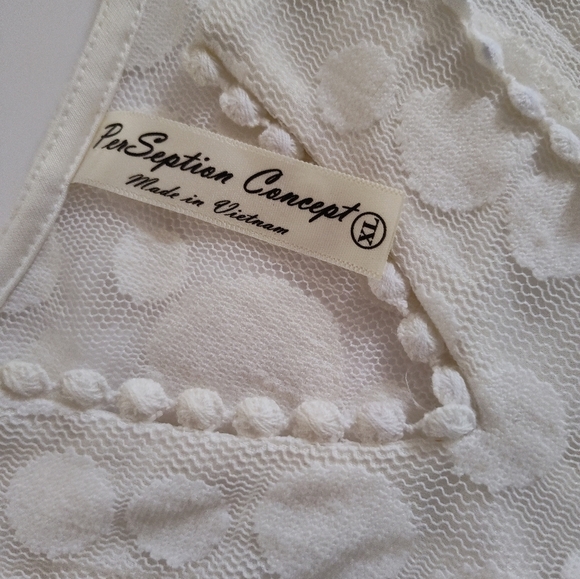 PerSeption Concept
Made in Vietnam
XL